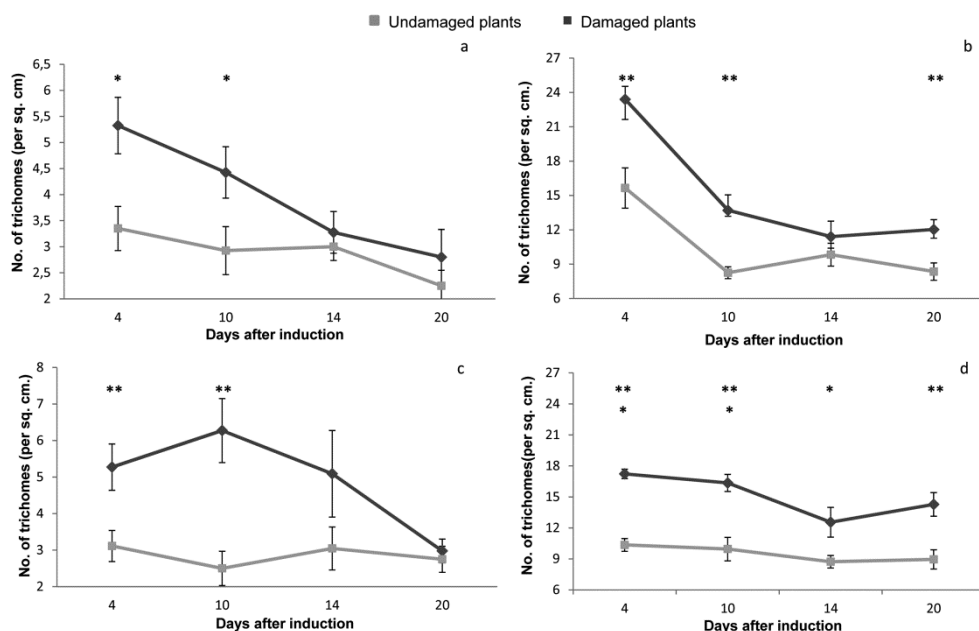 Undamaged plants Damaged plants
a
No. of trichomes (per sq. cm)
6,5
6
5,5
5
4,5
4
3,5
3
2,5
2
* *
4 10 14 20
Days after induction
b
No. of trichomes (per sq. cm.)
27
24
21
18
15
12
9
6
** ** **
4 10 14 20
Days after induction
c
No. of trichomes (per sq. cm.)
8
7
6
5
4
3
2
** **
4 10 14 20
Days after induction
d
No. of trichomes(per sq. cm.)
27
24
21
18
15
12
9
6
** ** * **
* *
4 10 14 20
Days after induction